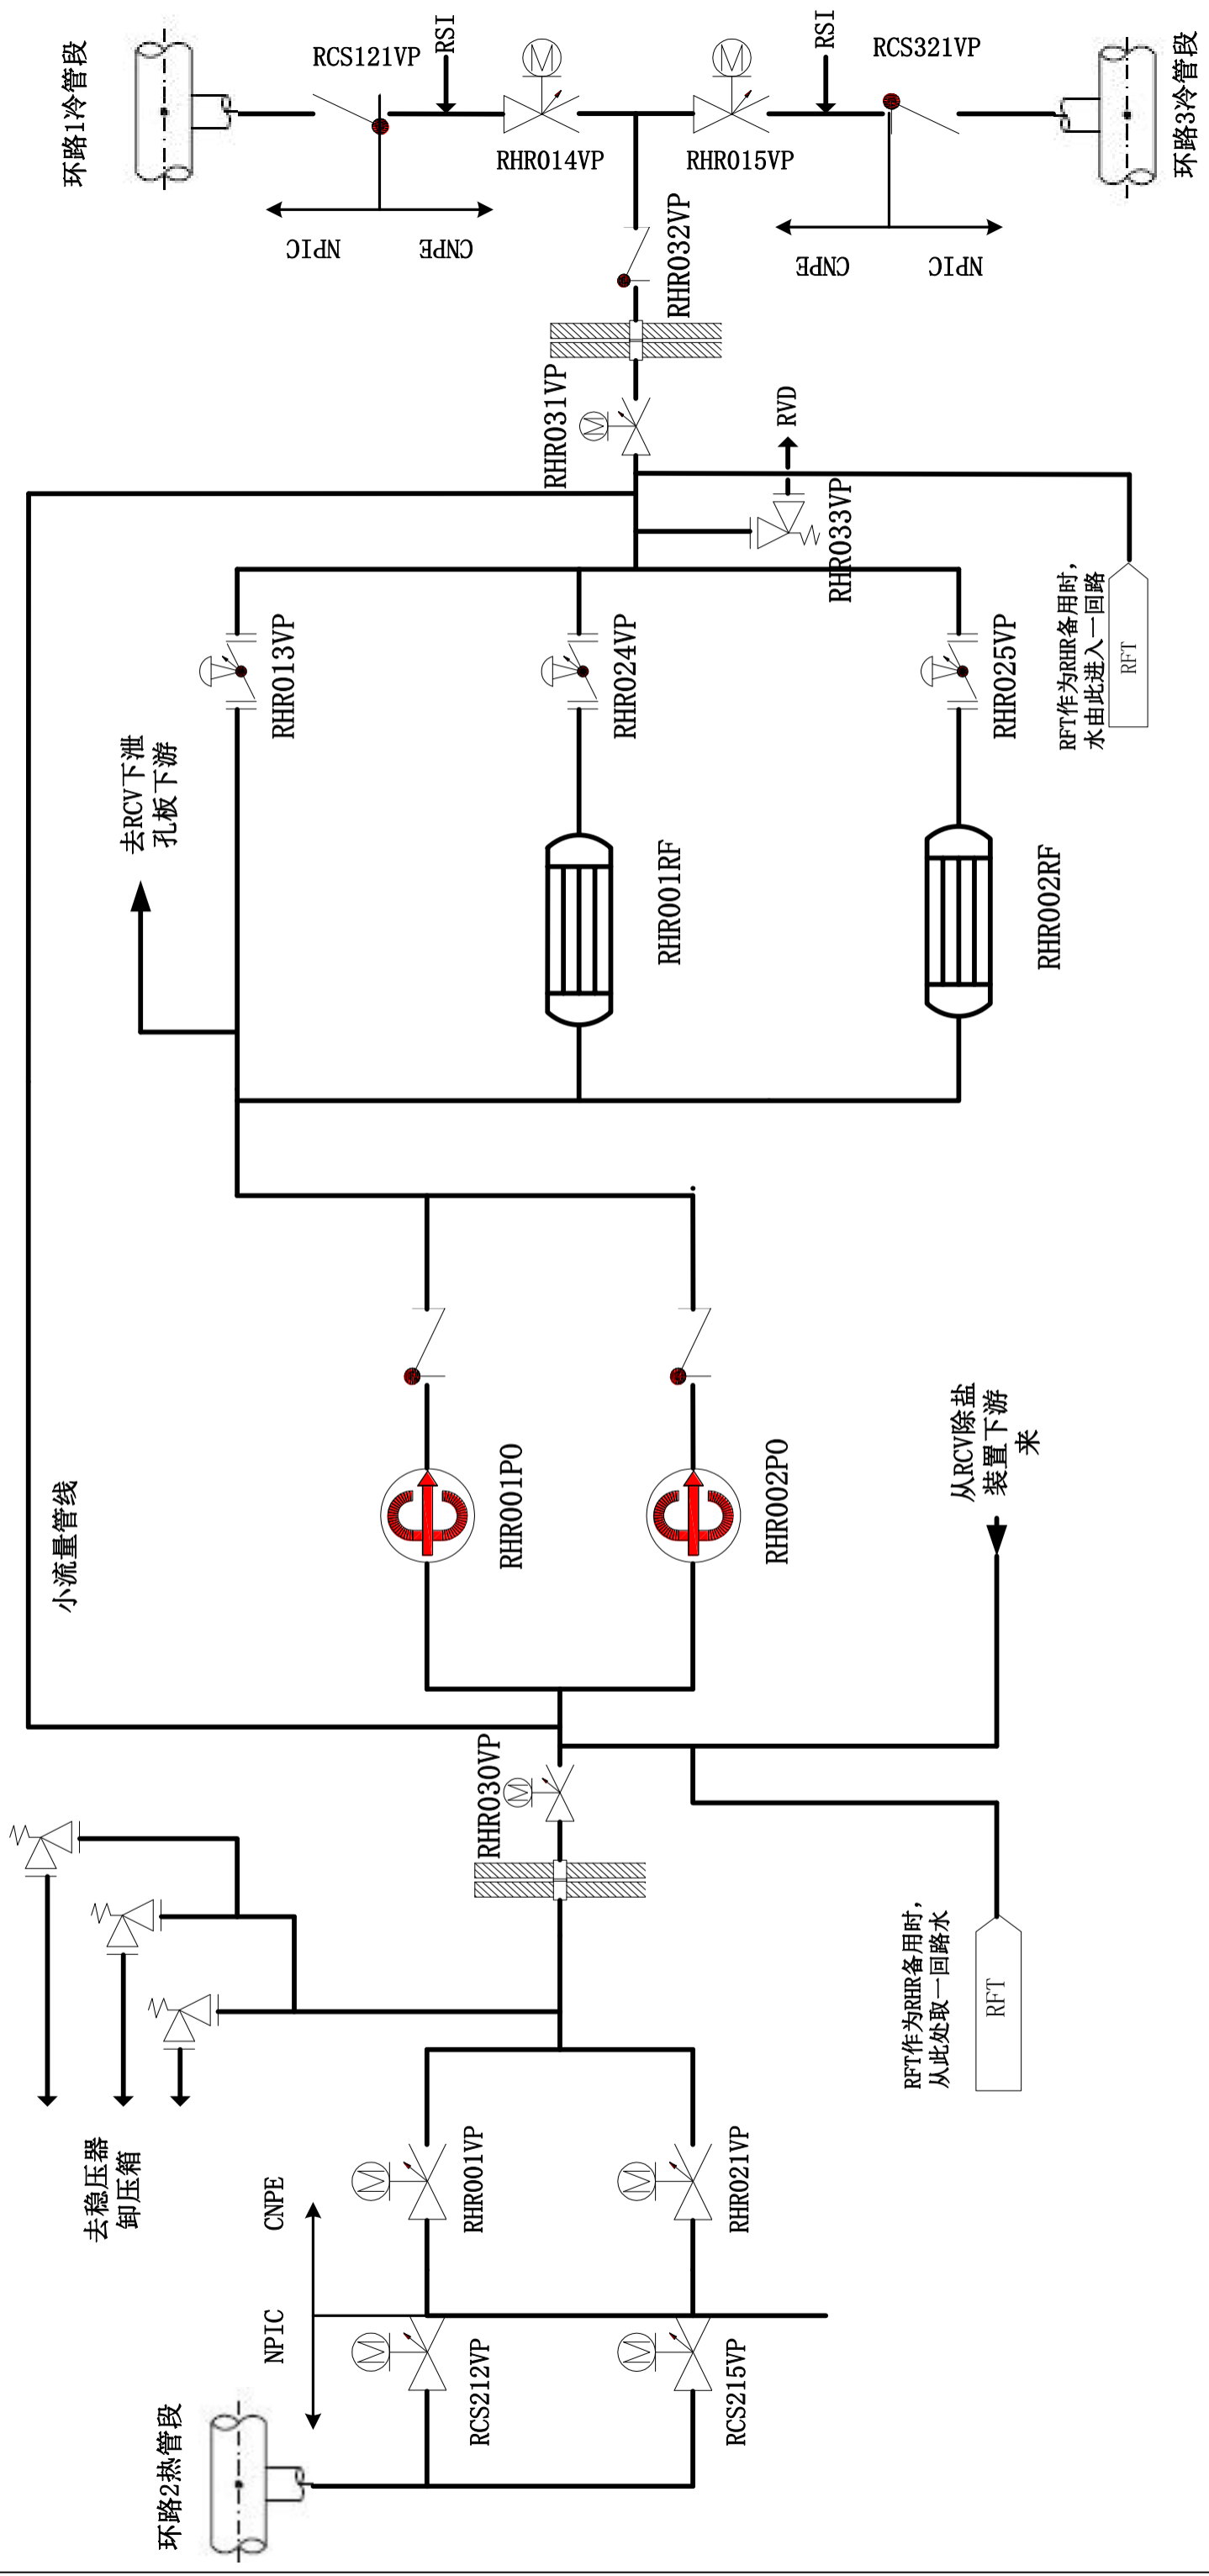 环路1冷管段
RCS121VP
RSI
RHR014VP
RHR015VP
RSI
RCS321VP
环路3冷管段
M
M
NPIC
CNPE
CNPE
NPIC
RHR032VP
RHR031VP
M
RVD
RHR033VP
RFT作为RHR备用时，
水由此进入一回路
RFT
RHR013VP
RHR024VP
RHR025VP
去RCV下泄
孔板下游
RHR001RF
RHR002RF
小流量管线
RHR001PO
RHR002PO
从RCV除盐
装置下游
来
RHR030VP
M
RFT作为RHR备用时，
从此处取一回路水
RFT
去稳压器
卸压箱
CNPE
NPIC
M
RHR001VP
M
RHR021VP
M
RCS212VP
M
RCS215VP
环路2热管段